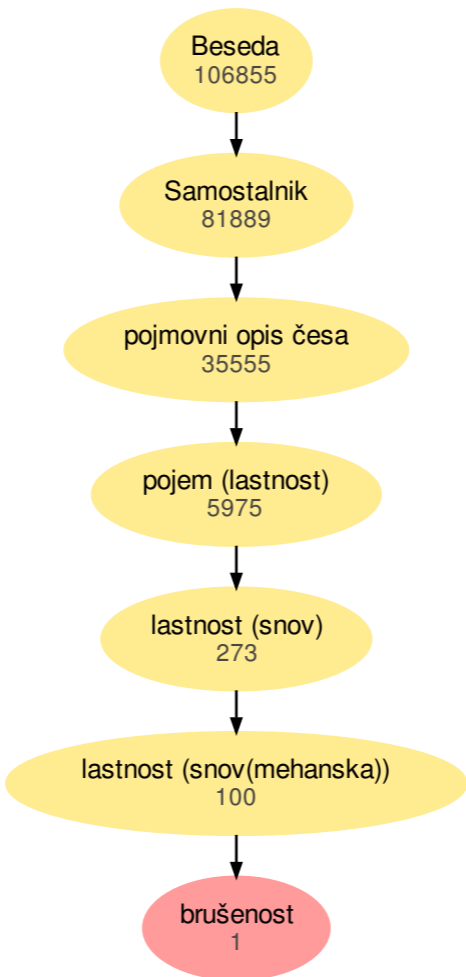 Beseda
106855
Samostalnik
81889
pojmovni opis česa
35555
pojem (lastnost)
5975
lastnost (snov)
273
lastnost (snov(mehanska))
100
brušenost
1